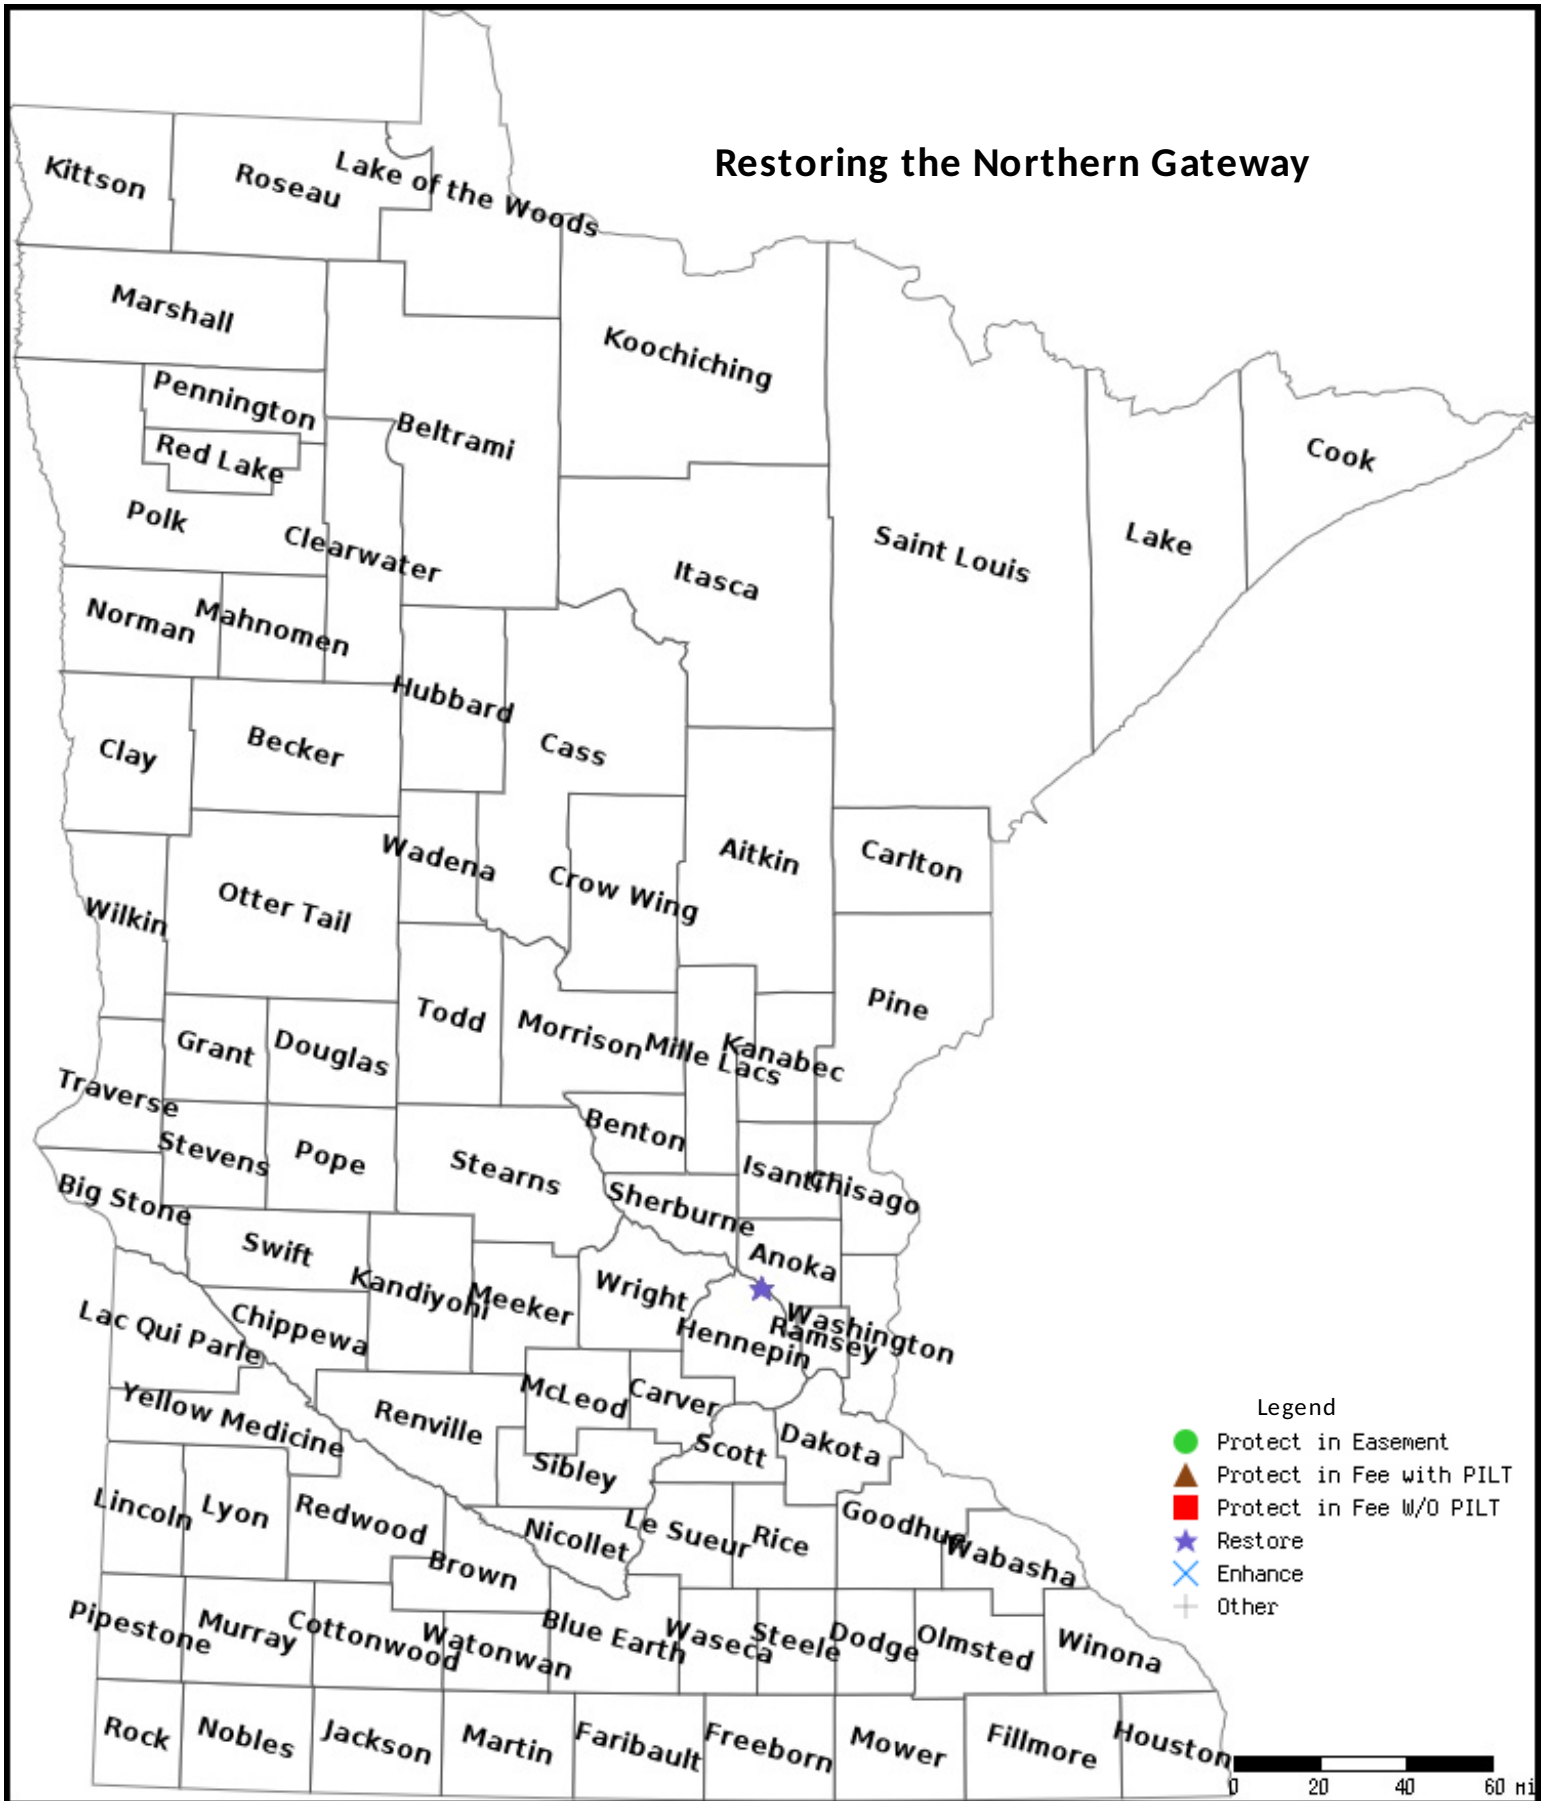 Restoring the Northern Gateway
Kittson
Roseau
Lake of the Woods
Marshall
Koochiching
Pennington
Beltrami
Red Lake
Cook
Polk
Clearwater
Saint Louis
Lake
Itasca
Norman
Mahnomen
Hubbard
Clay
Becker
Cass
Wadena
Aitkin
Carlton
Otter Tail
Crow Wing
Wilkin
Todd
Pine
Morrison
Grant
Douglas
Mille Lacs
Kanabec
Traverse
Benton
Stevens
Pope
Stearns
Isanti
Chisago
Big Stone
Sherburne
Swift
Anoka
Kandiyohi
Meeker
Wright
Lac Qui Parle
Chippewa
Hennepin
Washington
Ramsey
McLeod
Carver
Yellow Medicine
Renville
Scott
Dakota
Sibley
Legend
Protect in Easement
Protect in Fee with PILT
Protect in Fee W/O PILT
Restore
Enhance
Other
Lincoln
Lyon
Redwood
Nicollet
Le Sueur
Rice
Goodhue
Wabasha
Brown
Pipestone
Murray
Cottonwood
Watonwan
Blue Earth
Waseca
Steele
Dodge
Olmsted
Winona
Rock
Nobles
Jackson
Martin
Faribault
Freeborn
Mower
Fillmore
Houston
0 20 40 60 mi